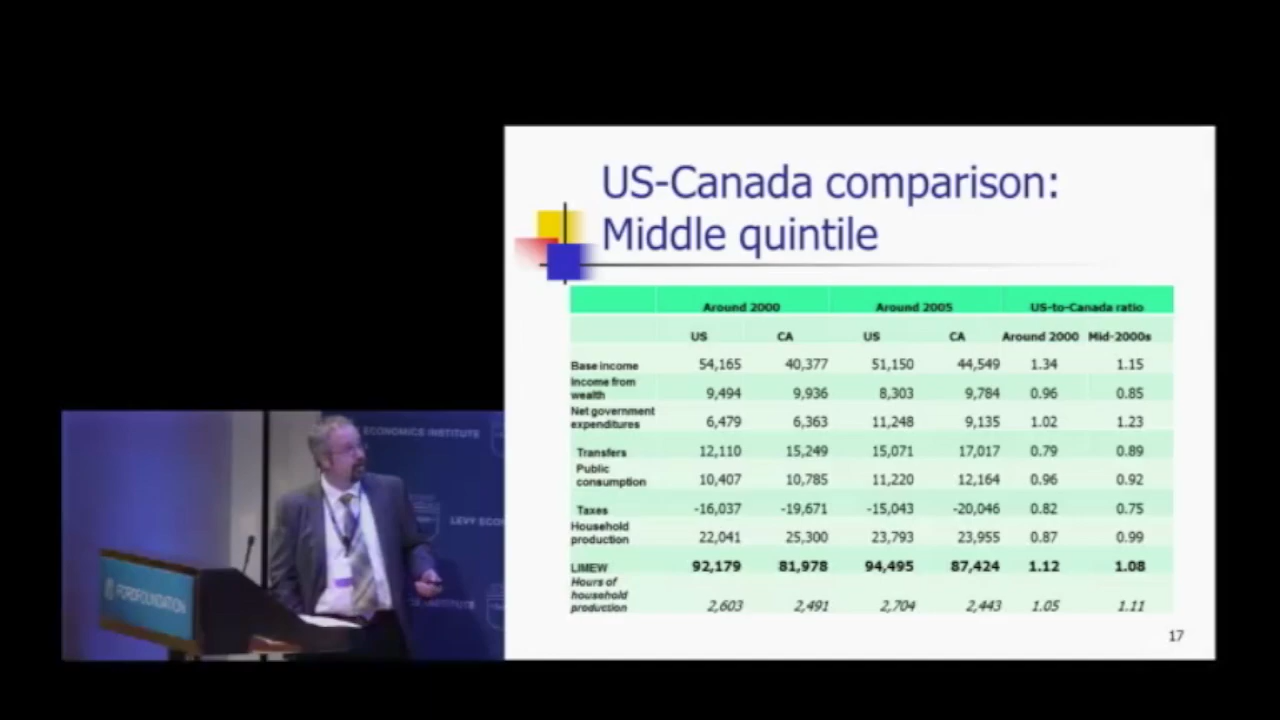 US-Canada comparison:
Middle quintile
Around 2000 Around 2005 US-to-Canada ratio
US CA US CA Around 2000 Mid-2000s
Base income 54,165 40,377 51,150 44,549 1.34 1.15
Income from
wealth 9,494 9,936 8,303 9,784 0.96 0.85
Net government
expenditures 6,479 6,363 11,248 9,135 1.02 1.23
Transfers 12,110 15,249 15,071 17,017 0.79 0.89
Public
consumption 10,407 10,785 11,220 12,164 0.96 0.92
Taxes -16,037 -19,671 -15,043 -20,046 0.82 0.75
Household
production 22,041 25,300 23,793 23,955 0.87 0.99
LIMEW 92,179 81,978 94,495 87,424 1.12 1.08
Hours of
household
production 2,603 2,491 2,704 2,443 1.05 1.11
17
ECONOMICS INSTITUTE
LEVY ECO
INSTITUTE
FORDFOUNDATION